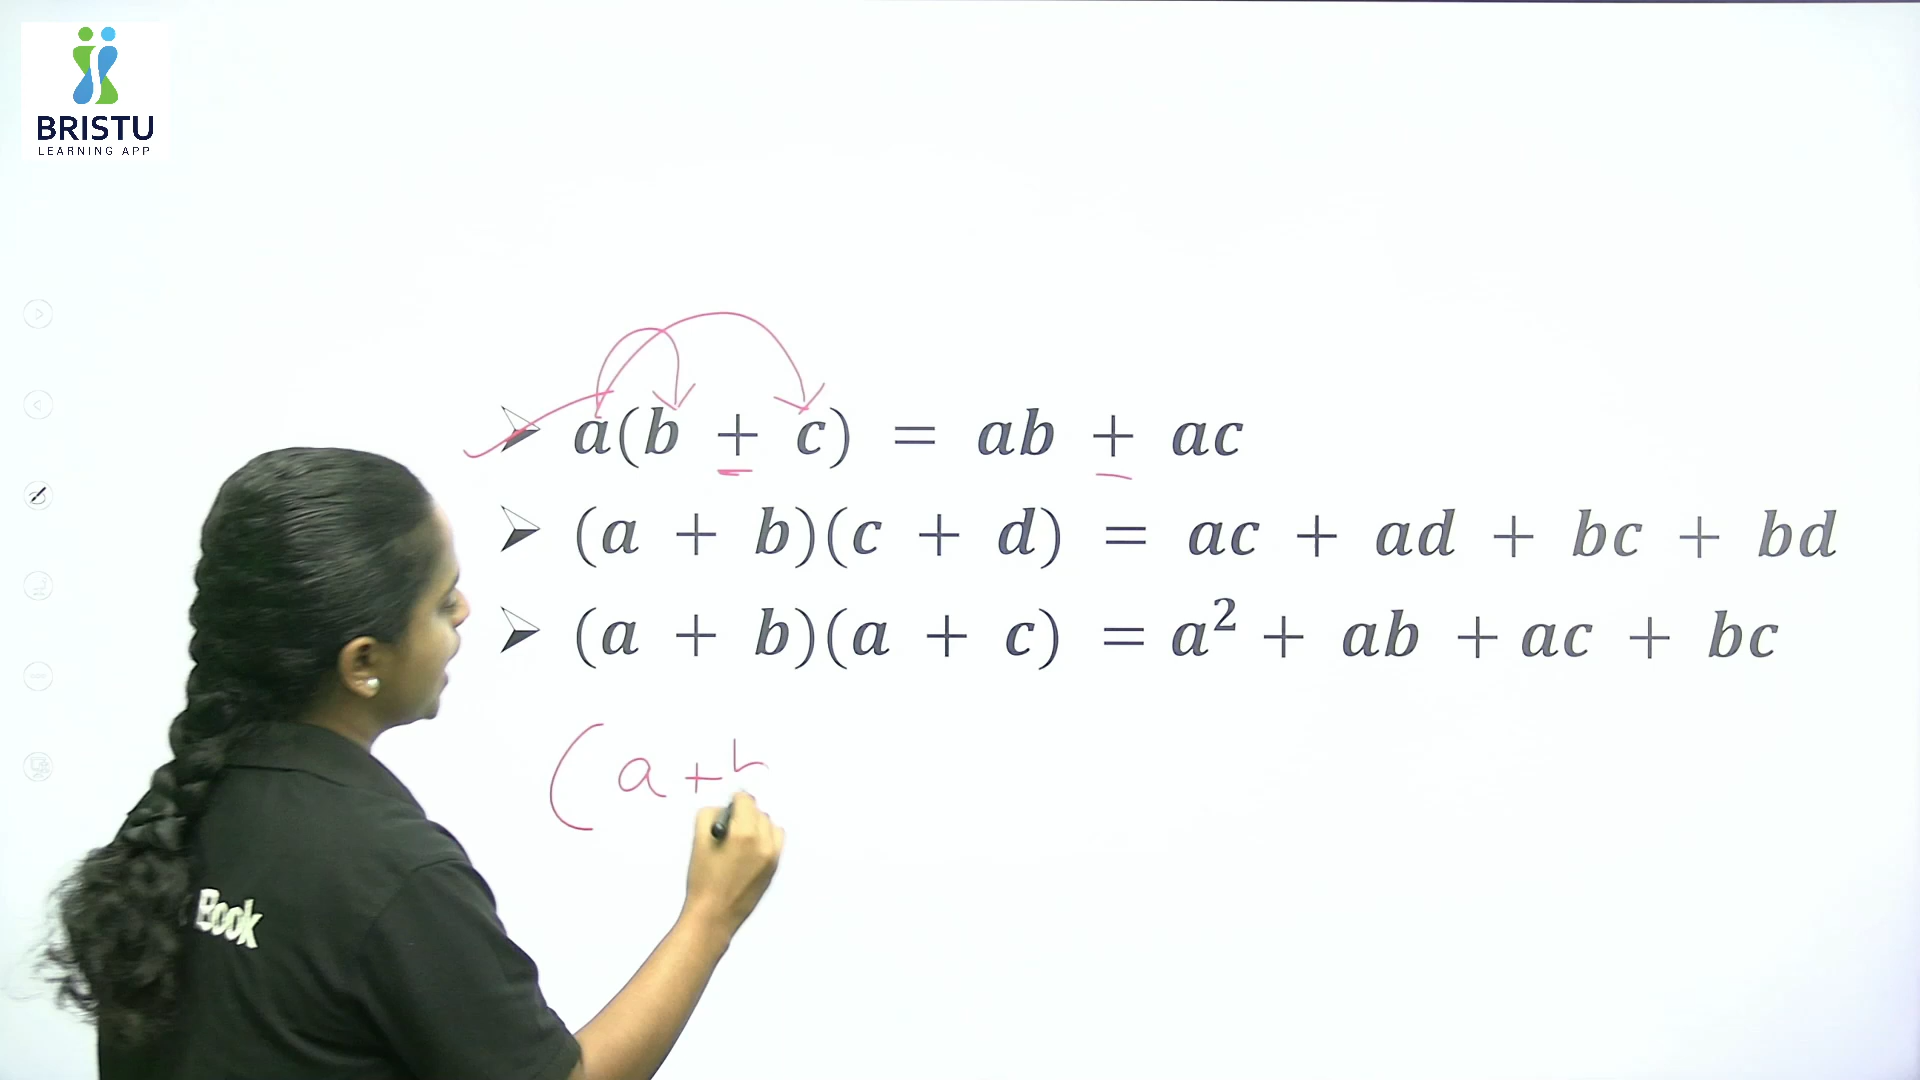 BRISTU
LEARNING APP
➢ a(b + c) = ab + ac
➢ (a + b)(c + d) = ac + ad + bc + bd
➢ (a + b)(a + c) = a² + ab + ac + bc
( a +
Book